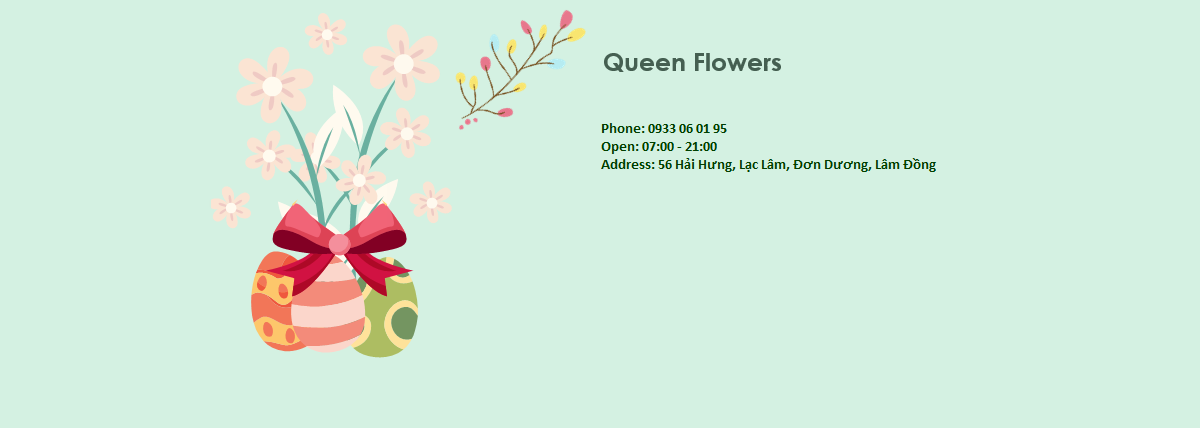 Queen Flowers
Phone: 0933 06 01 95
Open: 07:00 - 21:00
Address: 56 Hải Hưng, Lạc Lâm, Đơn Dương, Lâm Đồng